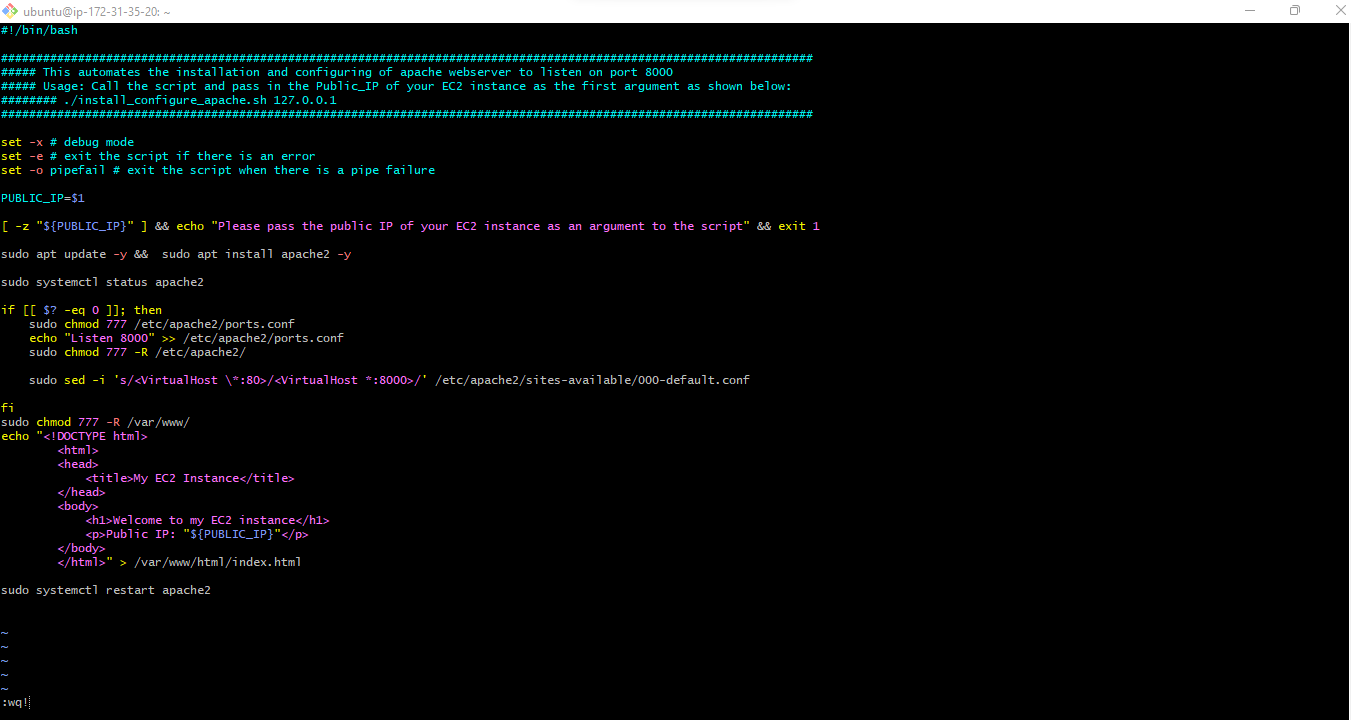 ubuntu@ip-172-31-35-20: ~
#!/bin/bash
####################################################################################################################
##### This automates the installation and configuring of apache webserver to listen on port 8000
##### Usage: Call the script and pass in the Public_IP of your EC2 instance as the first argument as shown below:
######## ./install_configure_apache.sh 127.0.0.1
####################################################################################################################
set -x # debug mode
set -e # exit the script if there is an error
set -o pipefail # exit the script when there is a pipe failure
PUBLIC_IP=$1
[ -z "${PUBLIC_IP}" ] && echo "Please pass the public IP of your EC2 instance as an argument to the script" && exit 1
sudo apt update -y &&  sudo apt install apache2 -y
sudo systemctl status apache2
if [[ $? -eq 0 ]]; then
    sudo chmod 777 /etc/apache2/ports.conf
    echo "Listen 8000" >> /etc/apache2/ports.conf
    sudo chmod 777 -R /etc/apache2/
    sudo sed -i 's/<VirtualHost \*:80>/<VirtualHost *:8000>/' /etc/apache2/sites-available/000-default.conf
fi
sudo chmod 777 -R /var/www/
echo "<!DOCTYPE html>
        <html>
        <head>
            <title>My EC2 Instance</title>
        </head>
        <body>
            <h1>Welcome to my EC2 instance</h1>
            <p>Public IP: "${PUBLIC_IP}"</p>
        </body>
        </html>" > /var/www/html/index.html
sudo systemctl restart apache2
~
~
~
~
~
:wq!